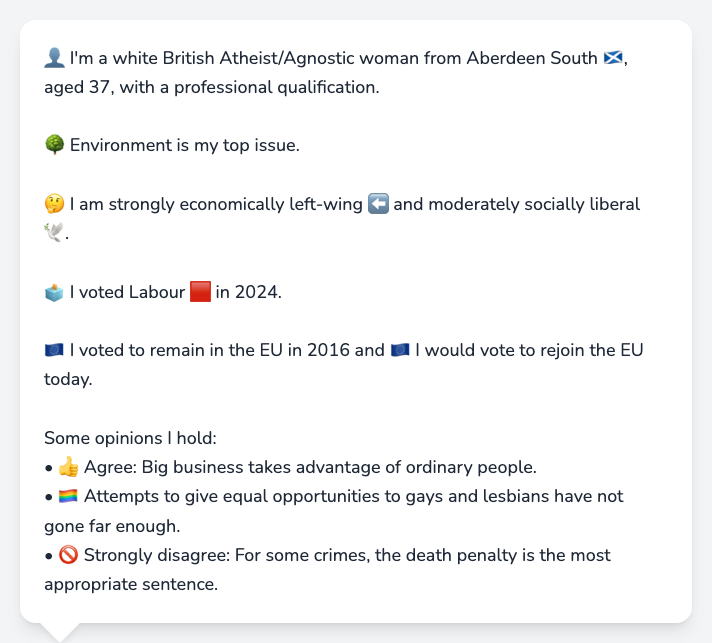 👤 I'm a white British Atheist/Agnostic woman from Aberdeen South 🏴󠁧󠁢󠁳󠁣󠁴󠁿,
aged 37, with a professional qualification.
🌳 Environment is my top issue.
🤔 I am strongly economically left-wing ⬅️ and moderately socially liberal
🕊️.
🗳️ I voted Labour 🟥 in 2024.
🇪🇺 I voted to remain in the EU in 2016 and 🇪🇺 I would vote to rejoin the EU
today.
Some opinions I hold:
• 👍 Agree: Big business takes advantage of ordinary people.
• 🏳️‍🌈 Attempts to give equal opportunities to gays and lesbians have not
gone far enough.
• 🚫 Strongly disagree: For some crimes, the death penalty is the most
appropriate sentence.